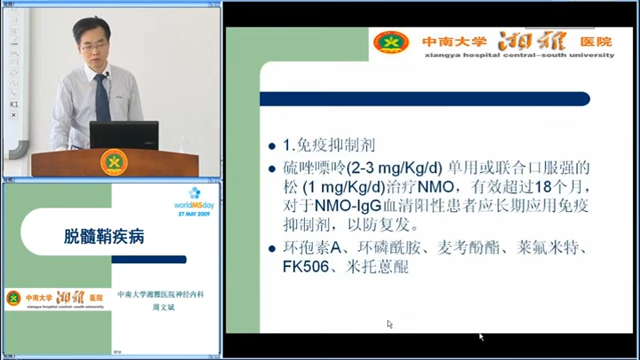 中南大学 湘雅 医院
xiangya hospital central-south university
1.免疫抑制剂
硫唑嘌呤(2-3 mg/Kg/d) 单用或联合口服强的
松 (1 mg/Kg/d)治疗NMO，有效超过18个月，
对于NMO-IgG血清阳性患者应长期应用免疫
抑制剂，以防复发。
环孢素A、环磷酰胺、麦考酚酯、莱氟米特、
FK506、米托蒽醌
K1
worldMSday
27 MAY 2009
脱髓鞘疾病
中南大学 湘雅 医院
xiangya hospital central-south university
中南大学湘雅医院神经内科
周文斌